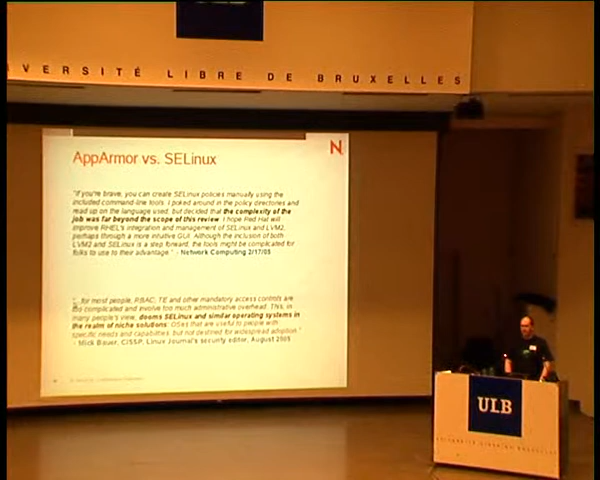 VERSITÉ LIBRE DE BRUXELLES
AppArmor vs. SELinux
N
"If you're brave, you can create SELinux policies manually using the
included command-line tools. I poked around in the policy directories and
read up on the language used, but decided that the complexity of the
job was far beyond the scope of this review. I hope Red Hat will
improve RHEL's integration and management of SELinux and LVM2,
perhaps through a more intuitive GUI. Although the inclusion of both
LVM2 and SELinux is a step forward, the tools might be complicated for
folks to use to their advantage." - Network Computing 2/17/05
"...for most people, RBAC, TE and other mandatory access controls are
too complicated and involve too much administrative overhead. This, in
many people's view, dooms SELinux and similar operating systems in
the realm of niche solutions: OSes that are useful to people with
specific needs and capabilities, but not destined for widespread adoption."
- Mick Bauer, CISSP, Linux Journal's security editor, August 2005
ULB